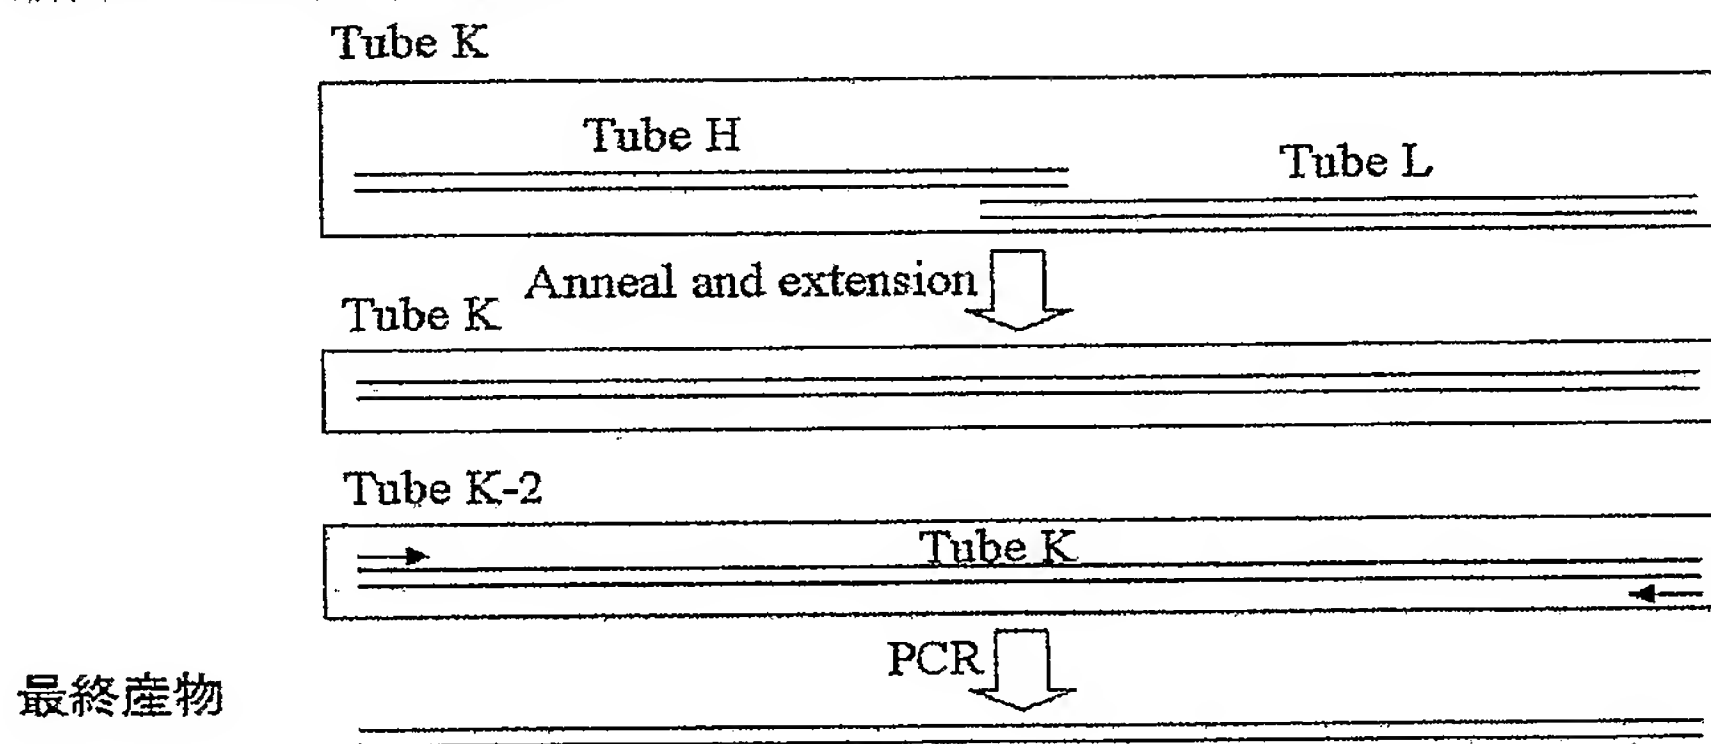 Tube K
Tube H
Tube L
Anneal and extension
Tube K
Tube K-2
Tube K
PCR
最終産物